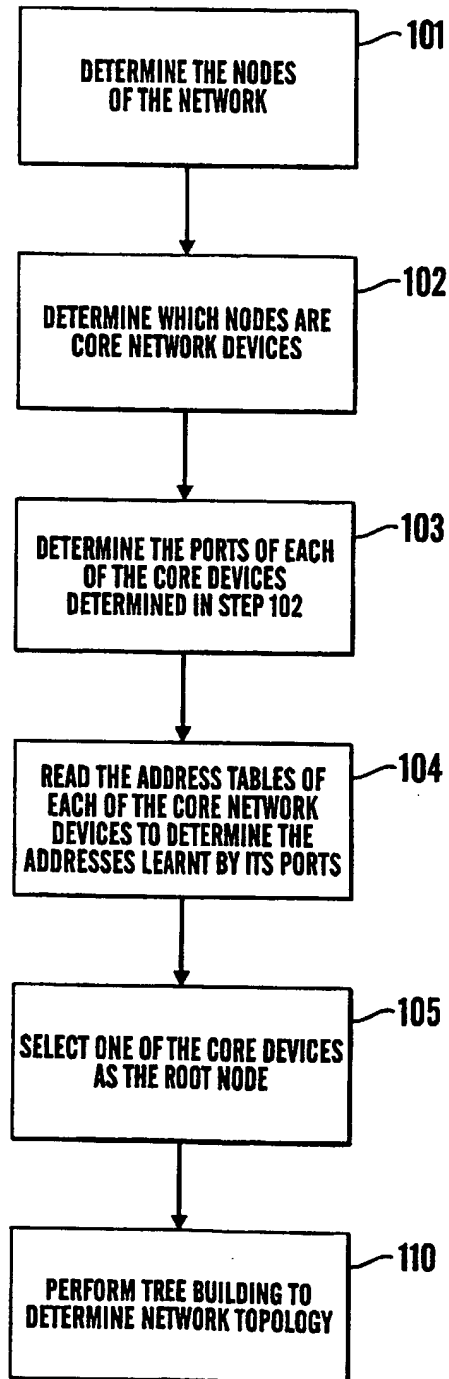 101
DETERMINE THE NODES
OF THE NETWORK
102
DETERMINE WHICH NODES ARE
CORE NETWORK DEVICES
103
DETERMINE THE PORTS OF EACH
OF THE CORE DEVICES
DETERMINED IN STEP 102
104
READ THE ADDRESS TABLES OF
EACH OF THE CORE NETWORK
DEVICES TO DETERMINE THE
ADDRESSES LEARNT BY ITS PORTS
105
SELECT ONE OF THE CORE DEVICES
AS THE ROOT NODE
110
PERFORM TREE BUILDING TO
DETERMINE NETWORK TOPOLOGY